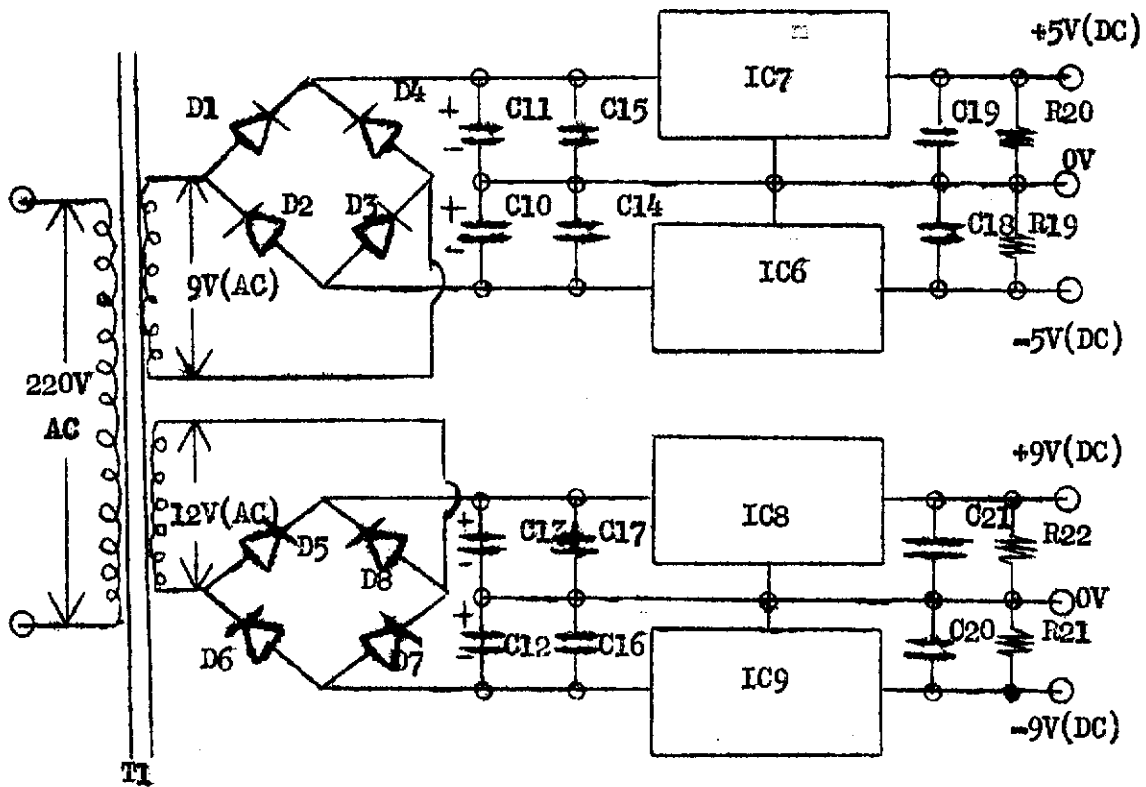 +5V(DC)
IC7
D1
D4
C11
C15
C19
R20
+
-
0V
D2
D3
+
C10
C14
C18
R19
-
9V(AC)
IC6
-5V(DC)
220V
AC
+9V(DC)
12V(AC)
IC8
C21
+
C13
C17
R22
D5
-
D8
0V
+
C12
C16
C20
R21
D6
D7
-
IC9
-9V(DC)
T1